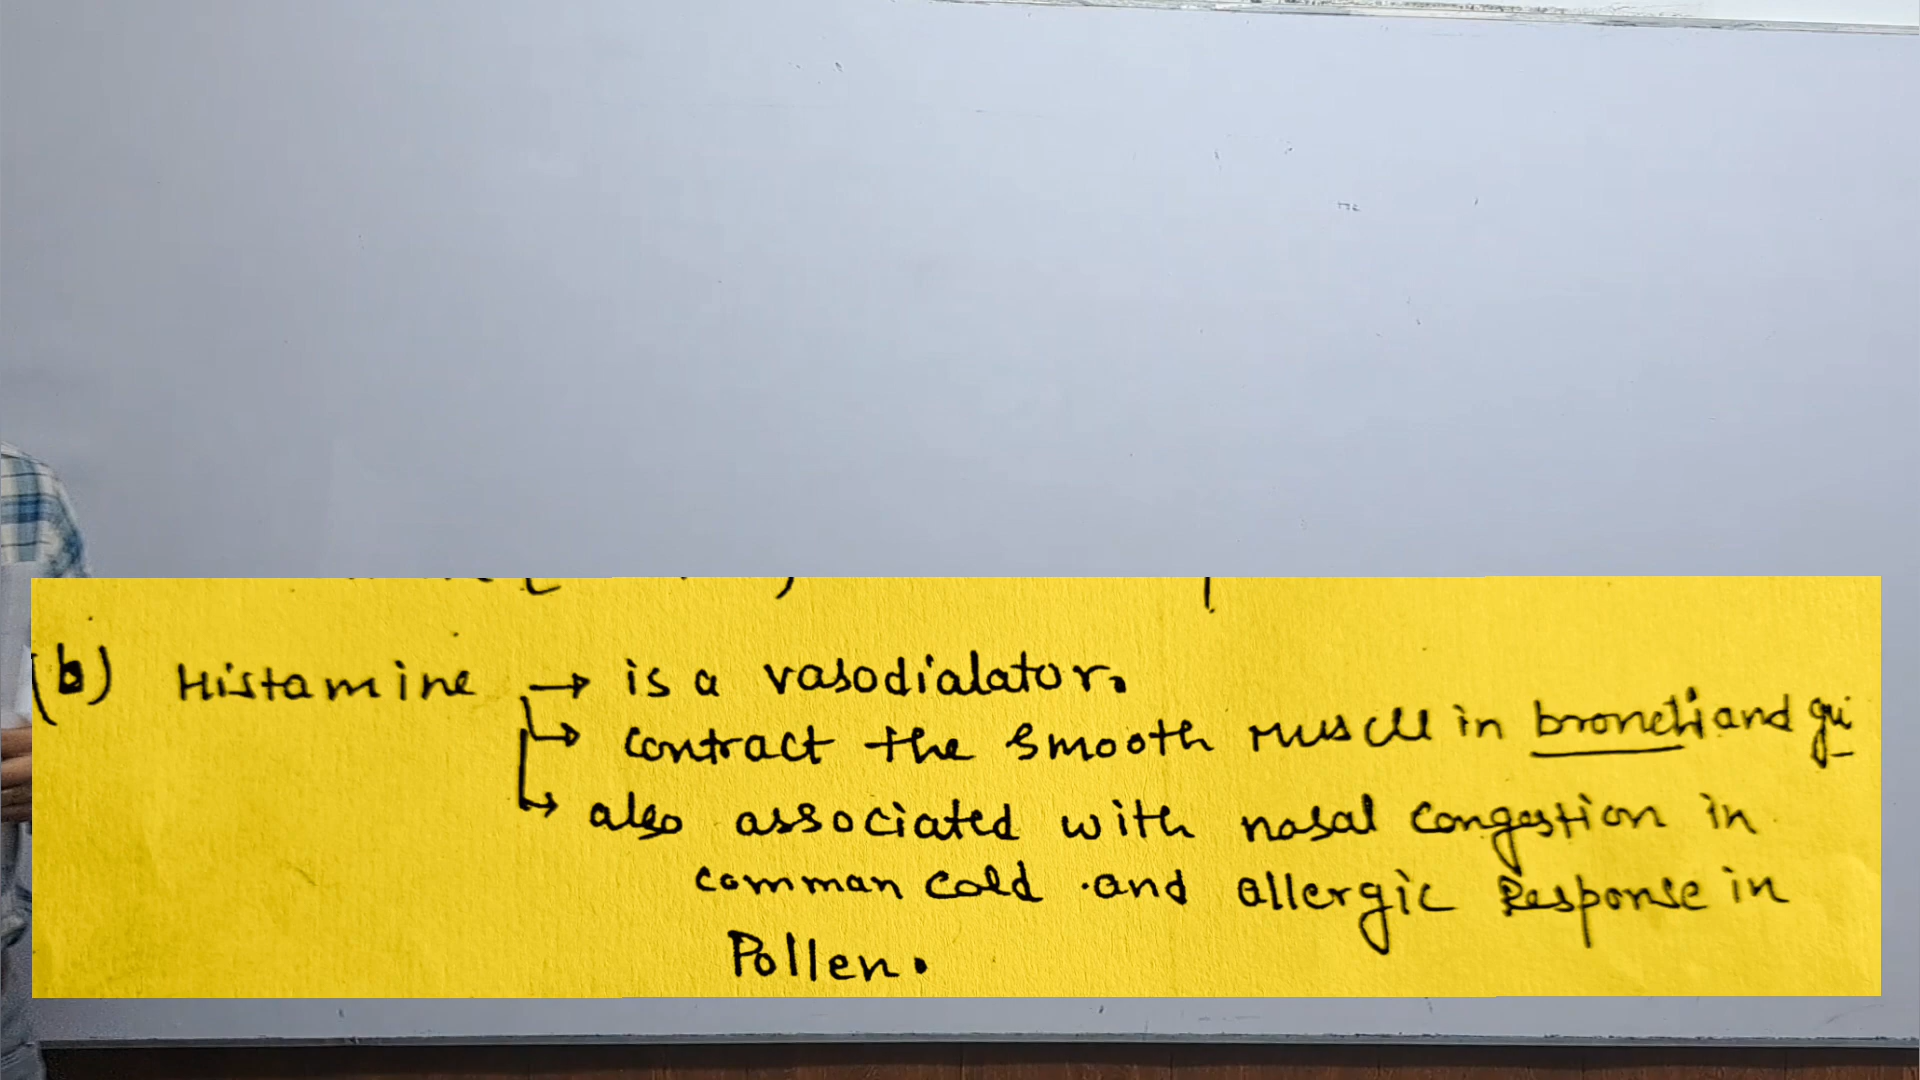 (b) Histamine → is a vasodialator.
↳ contract the smooth muscle in bronchi and
↳ also associated with nasal congestion in
comman cold and allergic Response in
Pollen.